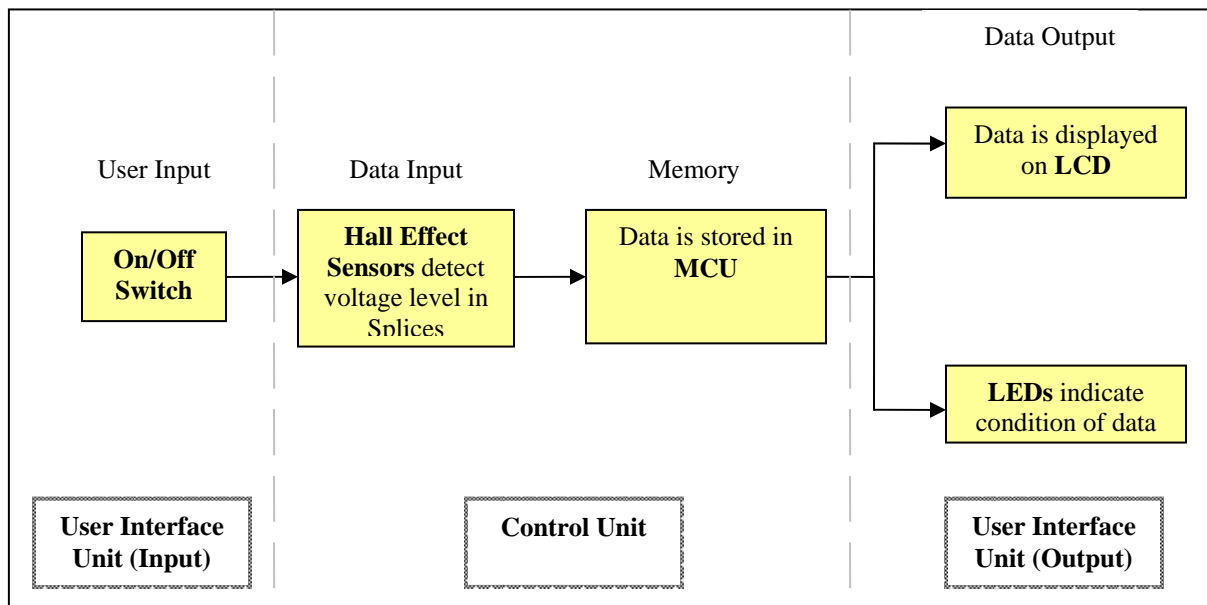 Data Output
Data is displayed
on LCD
User Input
Data Input
Memory
On/Off
Switch
Hall Effect
Sensors detect
voltage level in
Splices
Data is stored in
MCU
LEDs indicate
condition of data
User Interface
Unit (Input)
Control Unit
User Interface
Unit (Output)